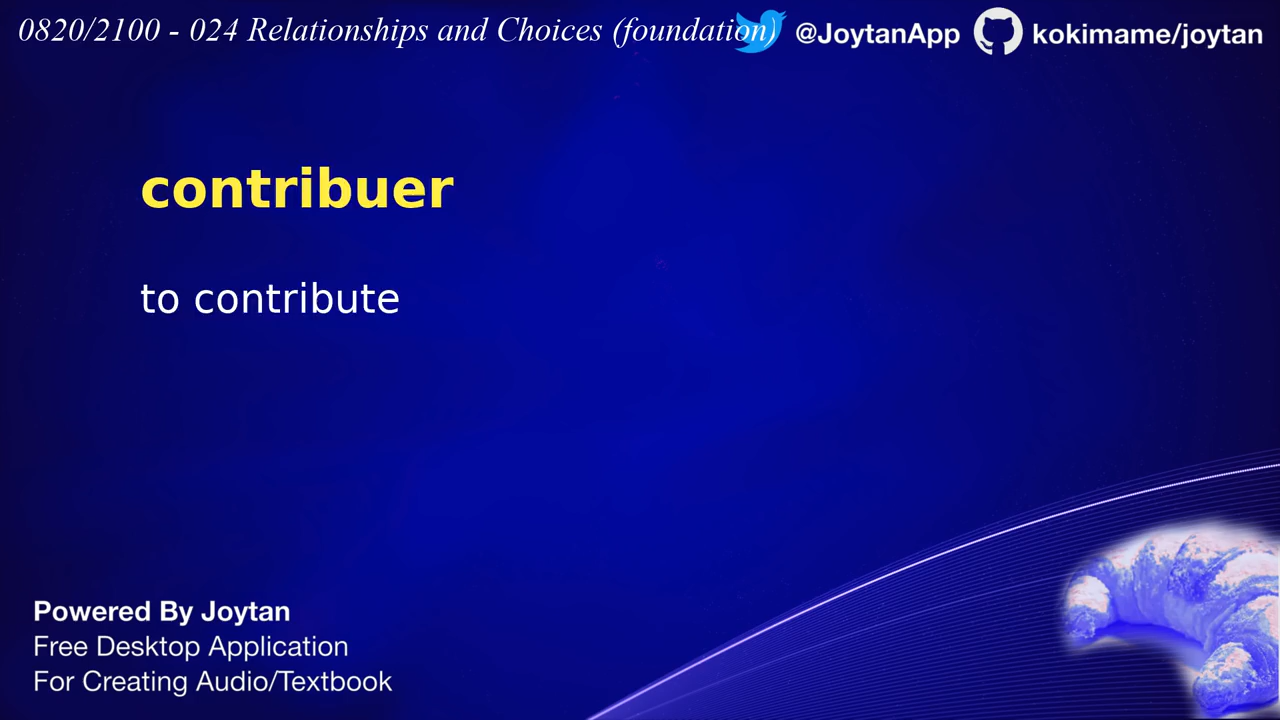 0820/2100 - 024 Relationships and Choices (foundation)
@JoytanApp
kokimame/joytan
contribuer
to contribute
Powered By Joytan
Free Desktop Application
For Creating Audio/Textbook